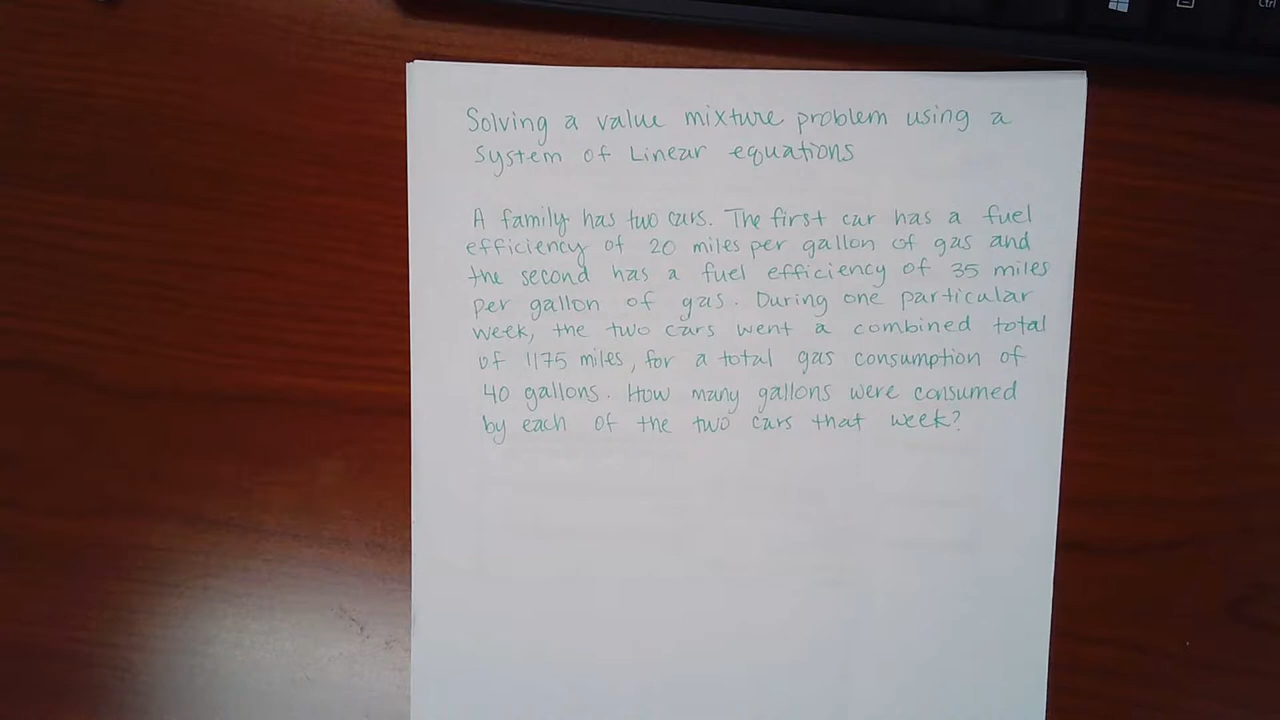 Ctrl
Solving a value mixture problem using a
System of Linear equations
A family has two cars. The first car has a fuel
efficiency of 20 miles per gallon of gas and
the second has a fuel efficiency of 35 miles
per gallon of gas. During one particular
week, the two cars went a combined total
of 1175 miles, for a total gas consumption of
40 gallons. How many gallons were consumed
by each of the two cars that week?